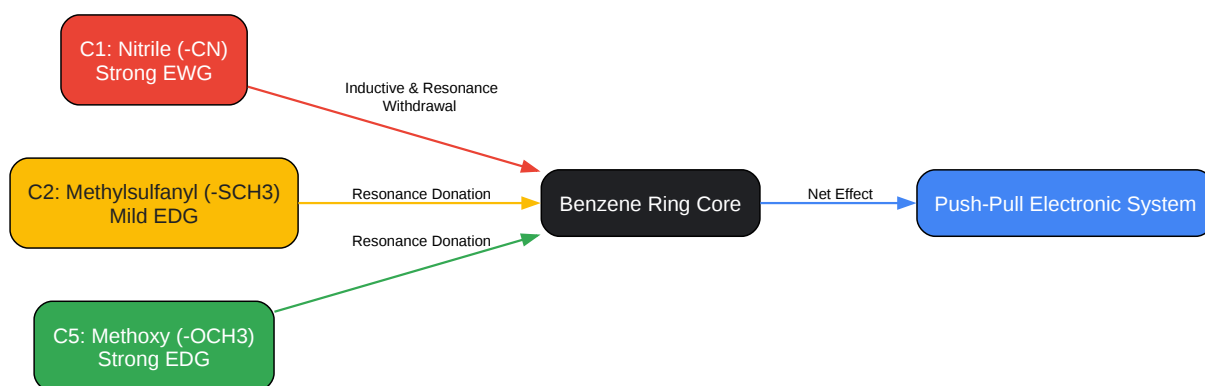 C1: Nitrile (-CN)
Strong EWG
Inductive & Resonance
Withdrawal
C2: Methylsulfanyl (-SCH3)
Mild EDG
Resonance Donation
Benzene Ring Core
Net Effect
Push-Pull Electronic System
Resonance Donation
C5: Methoxy (-OCH3)
Strong EDG